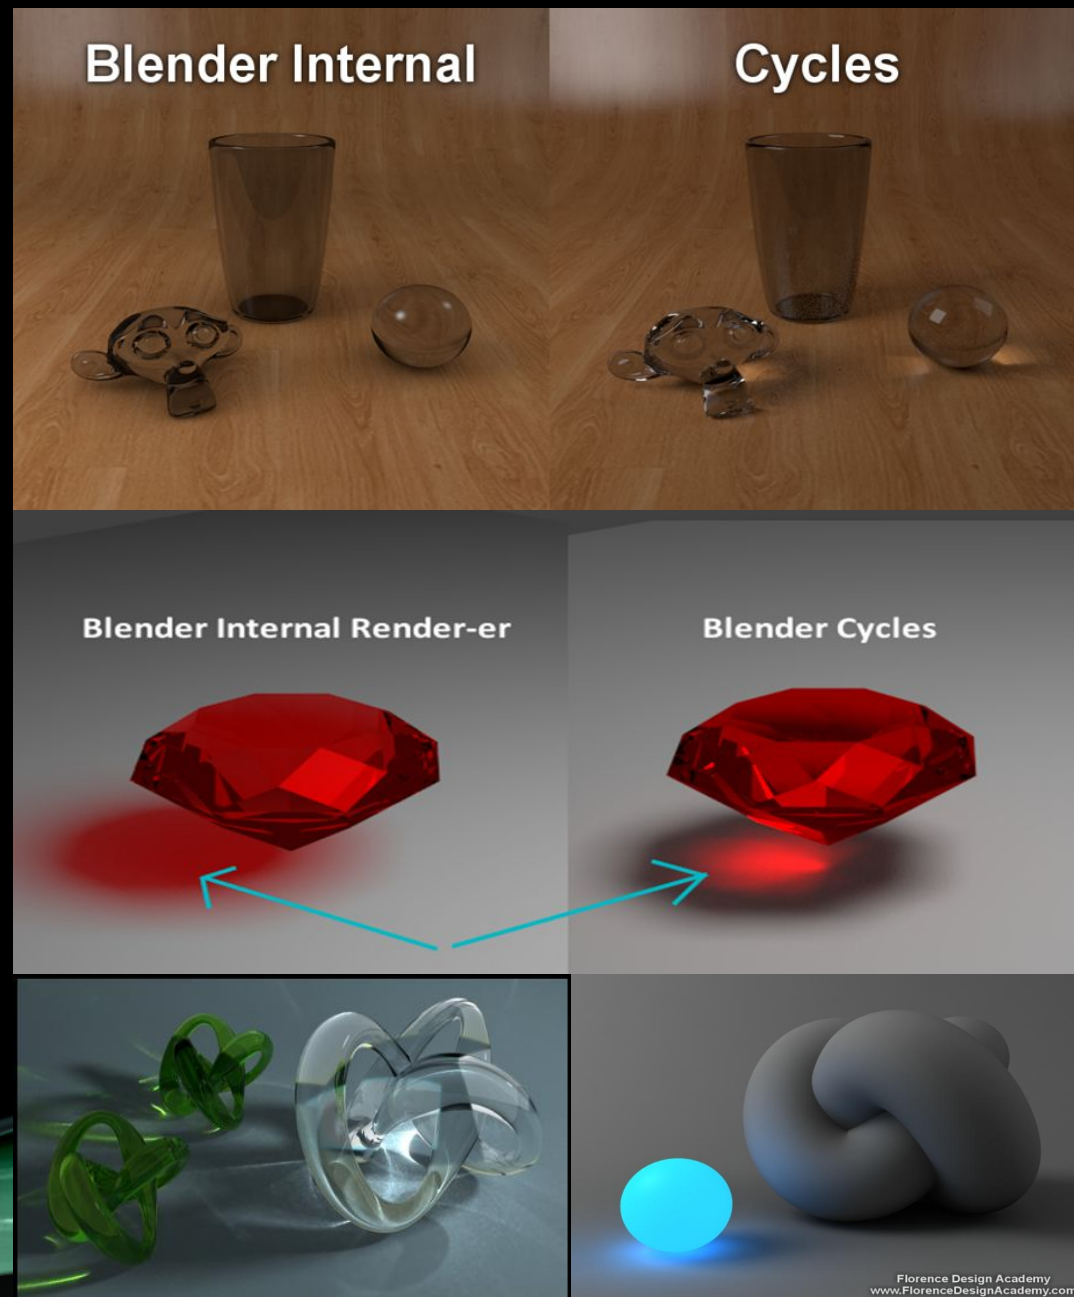 Blender Internal
Cycles
Blender Internal Render-er
Blender Cycles
Florence Design Academy
www.FlorenceDesignAcademy.com